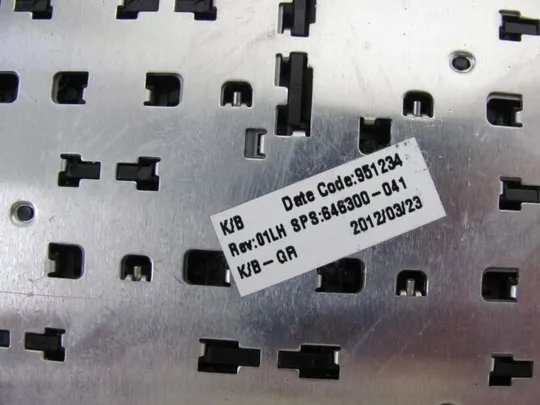 K/B Date Code:951234
Rev:01LH SPS:646300-041
K/B-GR 2012/03/23